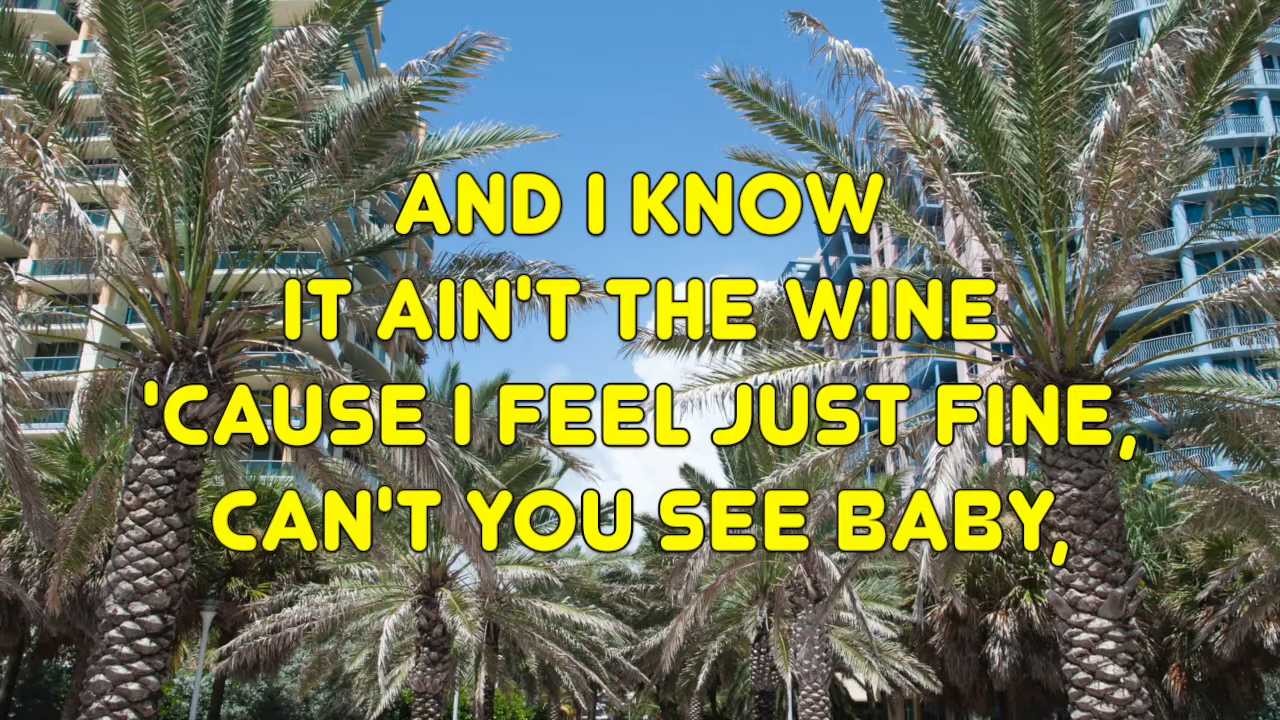 AND I KNOW
IT AIN'T THE WINE
'CAUSE I FEEL JUST FINE,
CAN'T YOU SEE BABY,